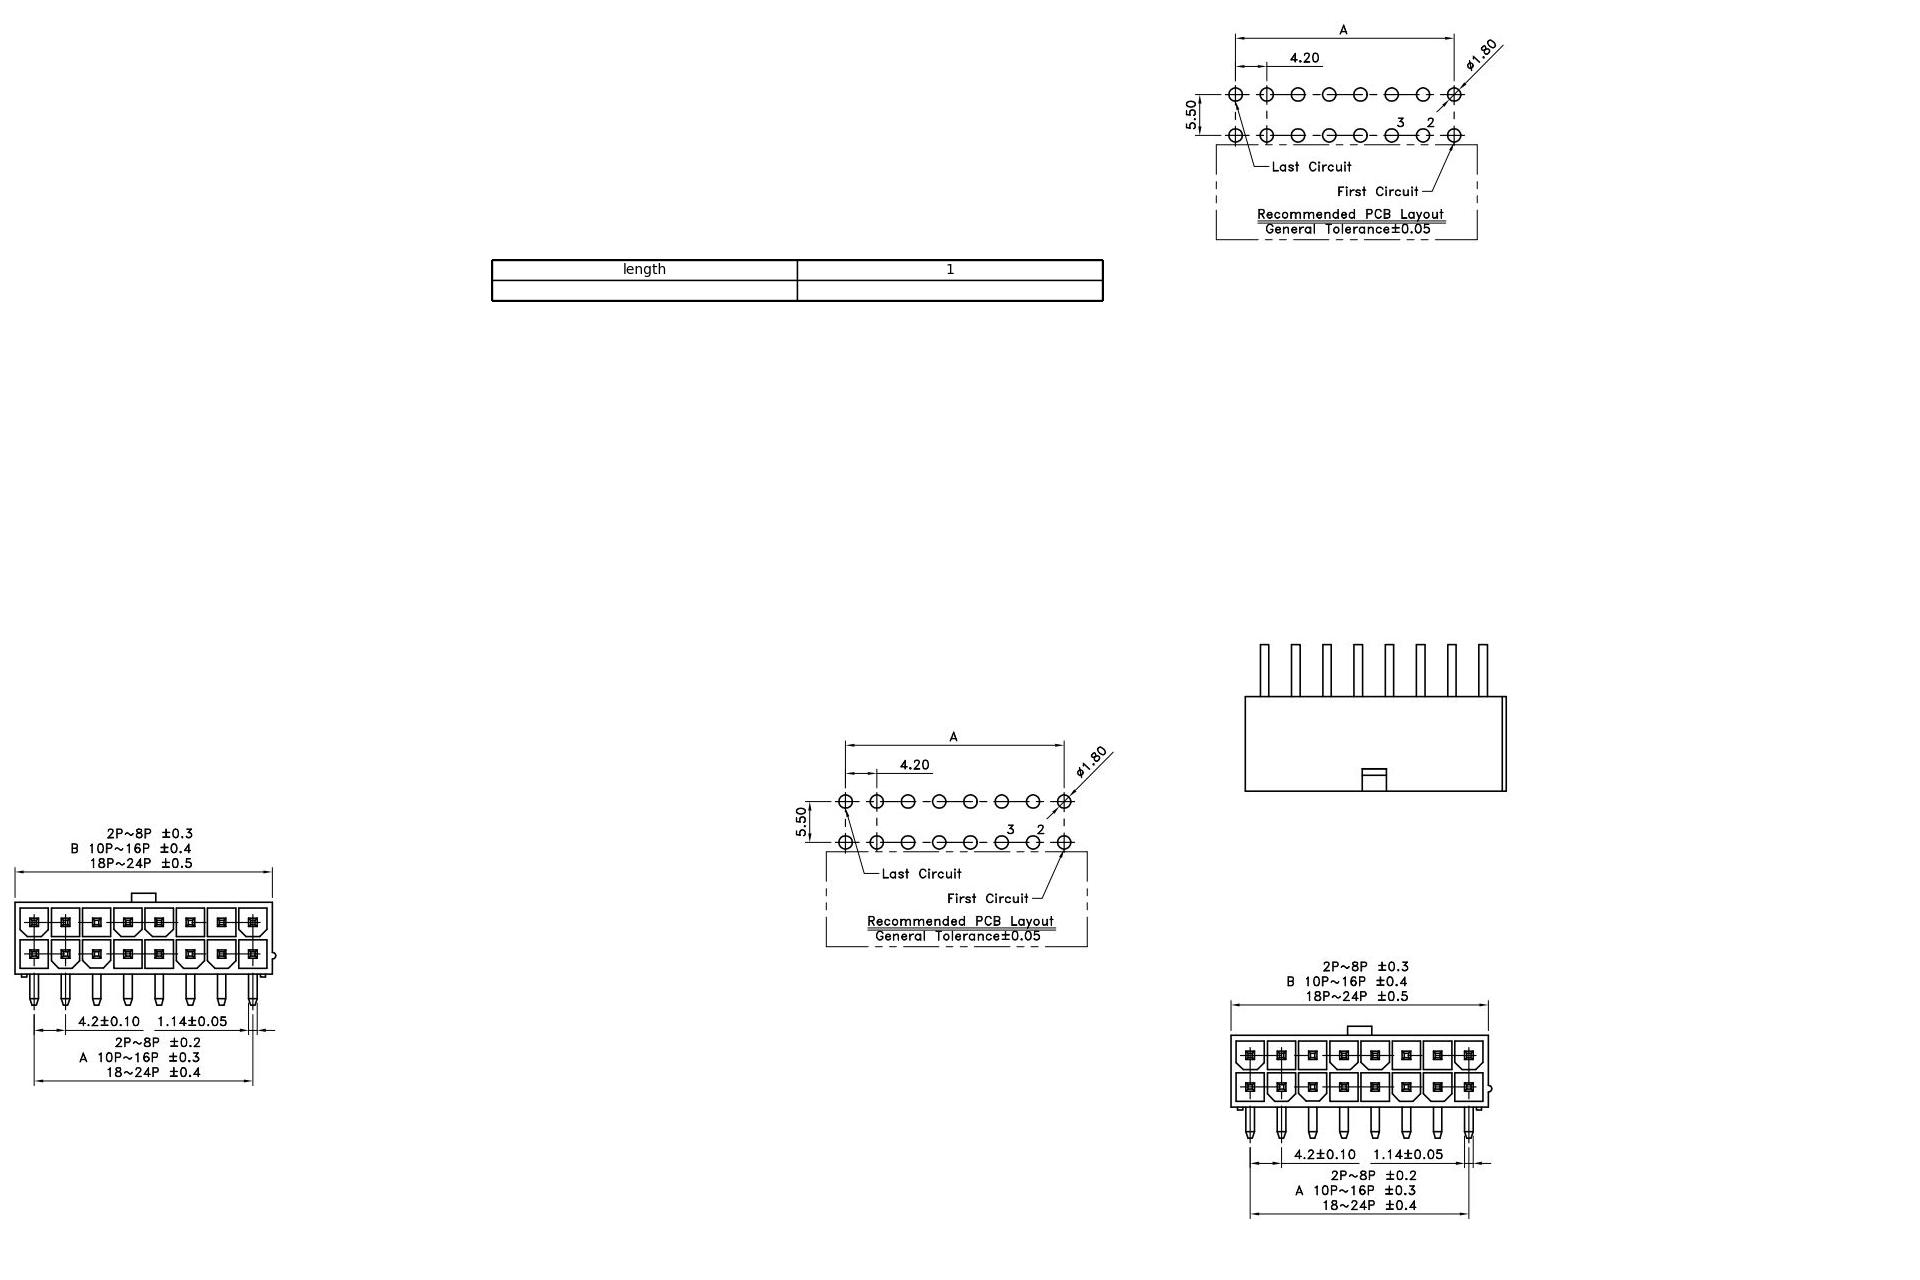 A
4.20
ø1.80
5.50
3 2
Last Circuit
First Circuit
Recommended PCB Layout
General Tolerance±0.05
length 1
A
4.20
ø1.80
5.50
3 2
Last Circuit
First Circuit
Recommended PCB Layout
General Tolerance±0.05
2P~8P ±0.3
B 10P~16P ±0.4
18P~24P ±0.5
4.2±0.10 1.14±0.05
2P~8P ±0.2
A 10P~16P ±0.3
18~24P ±0.4
2P~8P ±0.3
B 10P~16P ±0.4
18P~24P ±0.5
4.2±0.10 1.14±0.05
2P~8P ±0.2
A 10P~16P ±0.3
18~24P ±0.4